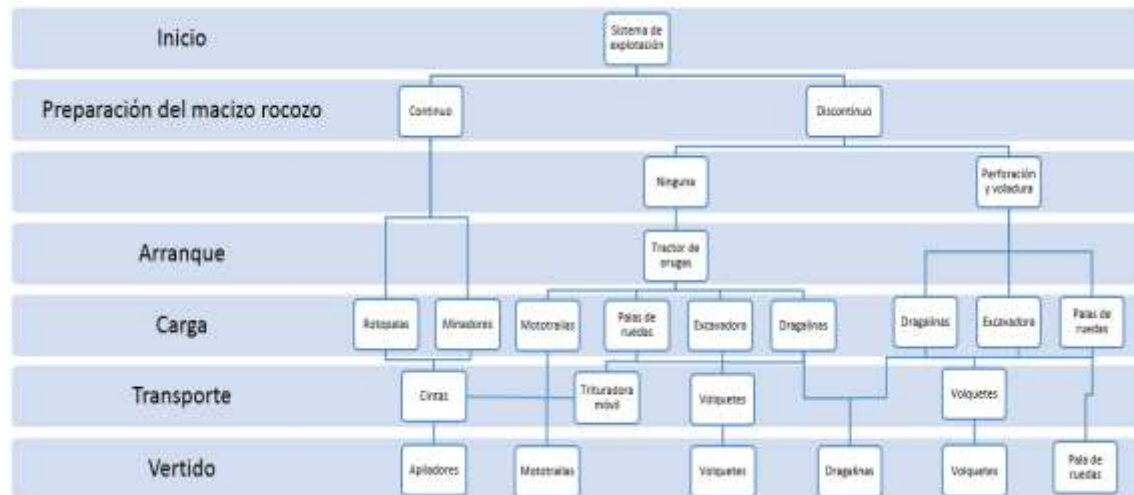 Inicio
Sistema de
explotación
Preparación del macizo rocozo
Continuo
Discontinuo
Ninguna
Perforación
y voladura
Arranque
Tractor de
orugas
Carga
Rotopalas
Minadores
Mototraillas
Palas de
ruedas
Excavadora
Dragalinas
Dragalinas
Excavadora
Palas de
ruedas
Transporte
Cintas
Trituradora
móvil
Volquetes
Volquetes
Vertido
Apiladores
Mototraillas
Volquetes
Dragalinas
Volquetes
Pala de
ruedas